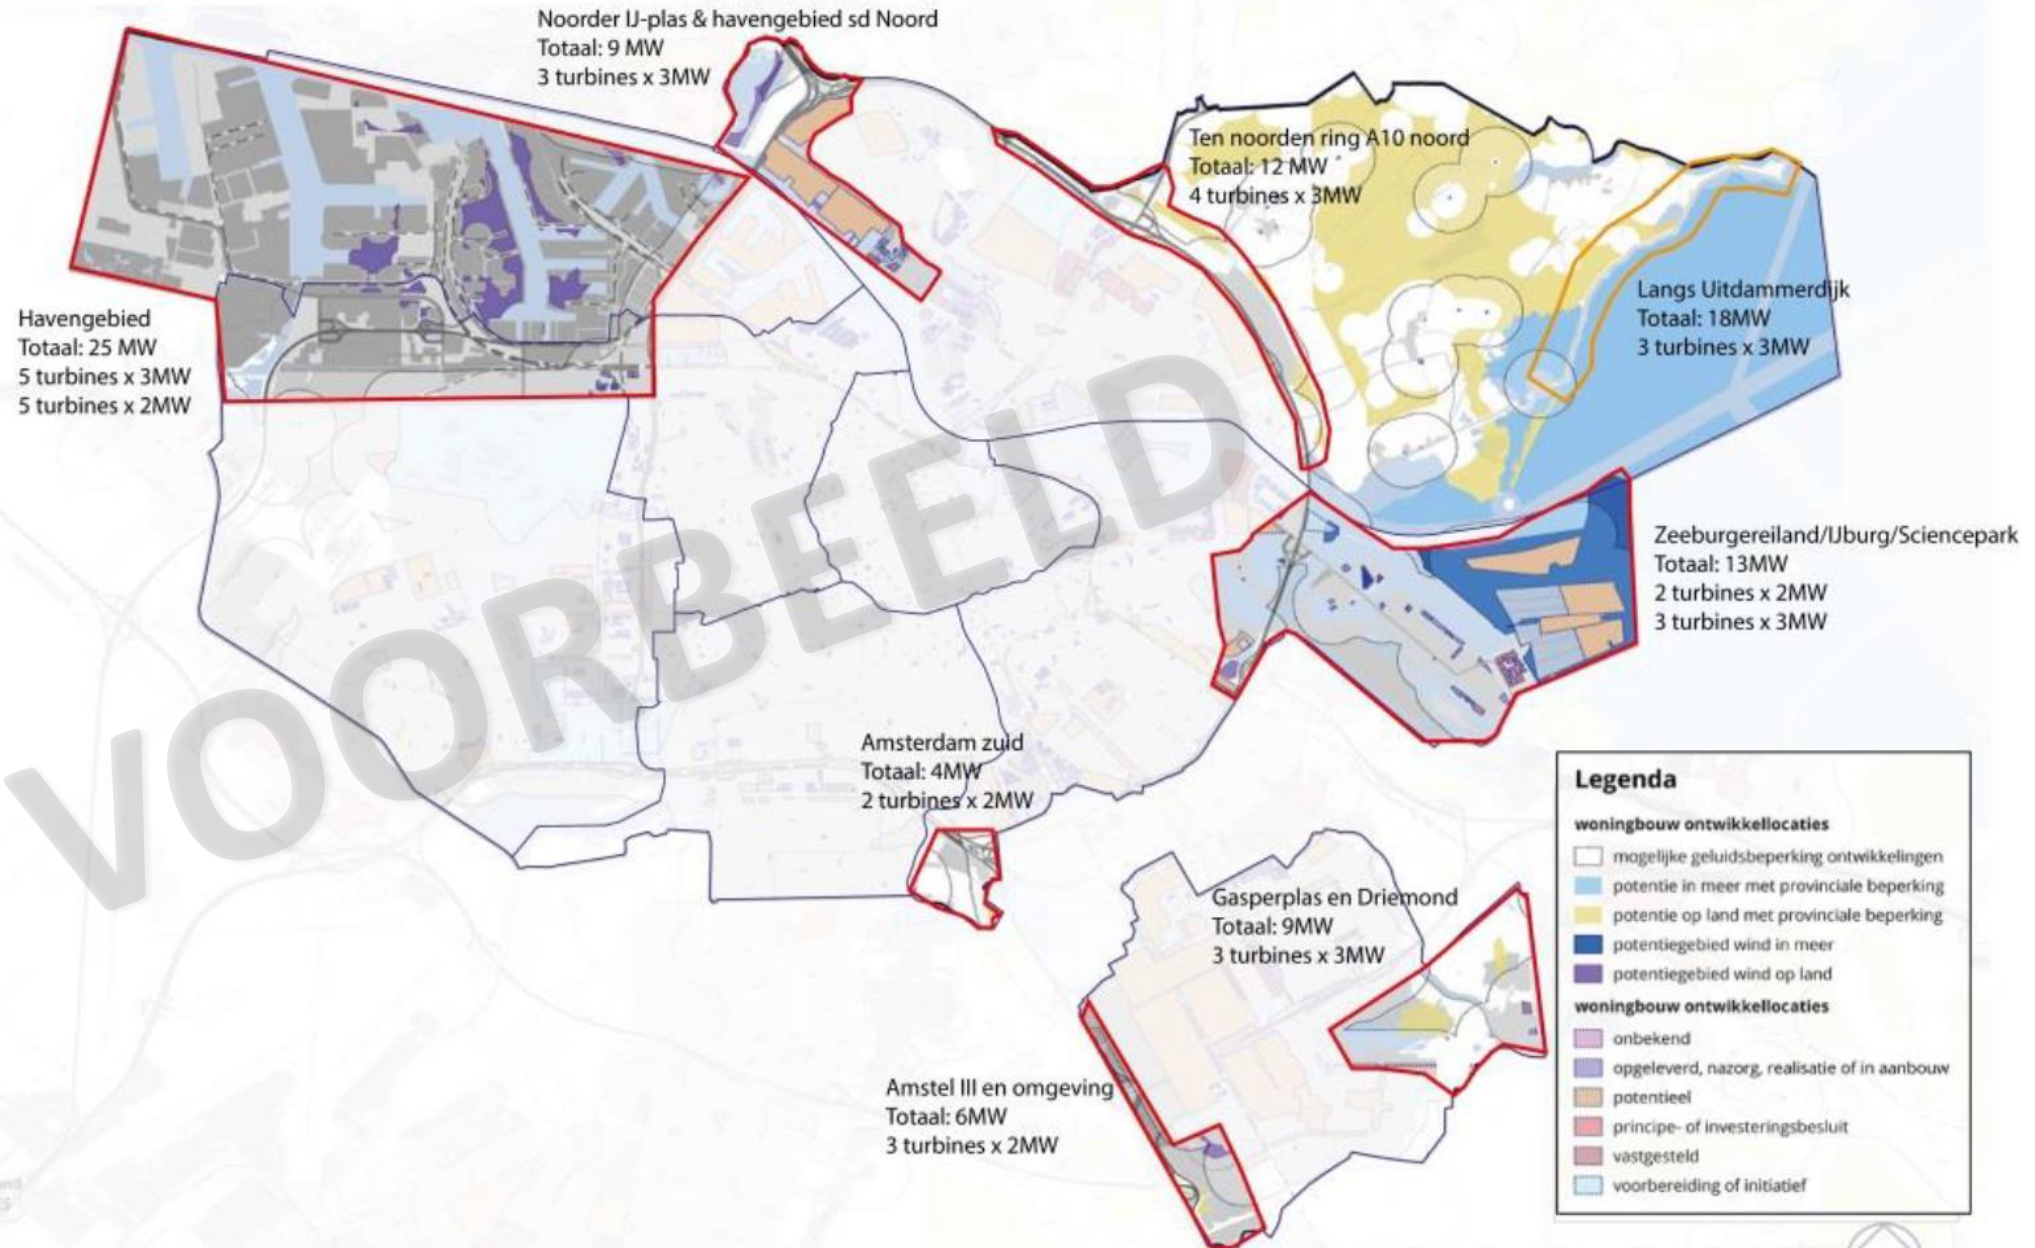 Noorder IJ-plas & havengebied sd Noord
Totaal: 9 MW
3 turbines x 3MW
Ten noorden ring A10 noord
Totaal: 12 MW
4 turbines x 3MW
Langs Uitdammerdijk
Totaal: 18MW
3 turbines x 3MW
Havengebied
Totaal: 25 MW
5 turbines x 3MW
5 turbines x 2MW
VOORBEELD
Zeeburgereiland/IJburg/Sciencepark
Totaal: 13MW
2 turbines x 2MW
3 turbines x 3MW
Amsterdam zuid
Totaal: 4MW
2 turbines x 2MW
Gasperplas en Driemond
Totaal: 9MW
3 turbines x 3MW
Amstel III en omgeving
Totaal: 6MW
3 turbines x 2MW
Legenda
woningbouw ontwikkellocaties
mogelijke geluidsbeperking ontwikkelingen
potentie in meer met provinciale beperking
potentie op land met provinciale beperking
potentiegebied wind in meer
potentiegebied wind op land
woningbouw ontwikkellocaties
onbekend
opgeleverd, nazorg, realisatie of in aanbouw
potentieel
principe- of investeringsbesluit
vastgesteld
voorbereiding of initiatief